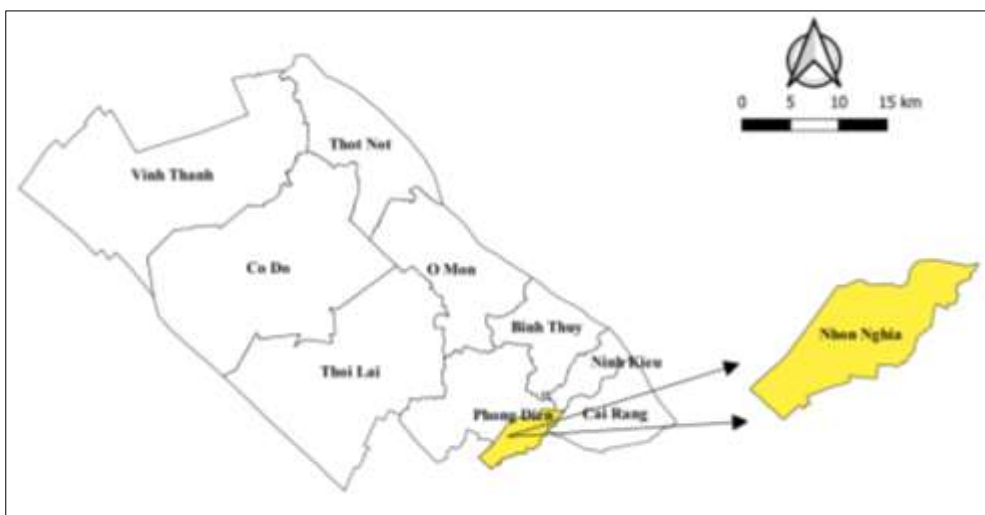 0 5 10 15 km
Thot Not
Vinh Thanh
Co Do
O Mon
Binh Thuy
Nhon Nghia
Ninh Kieu
Thoi Lai
Phong Dien
Cai Rang